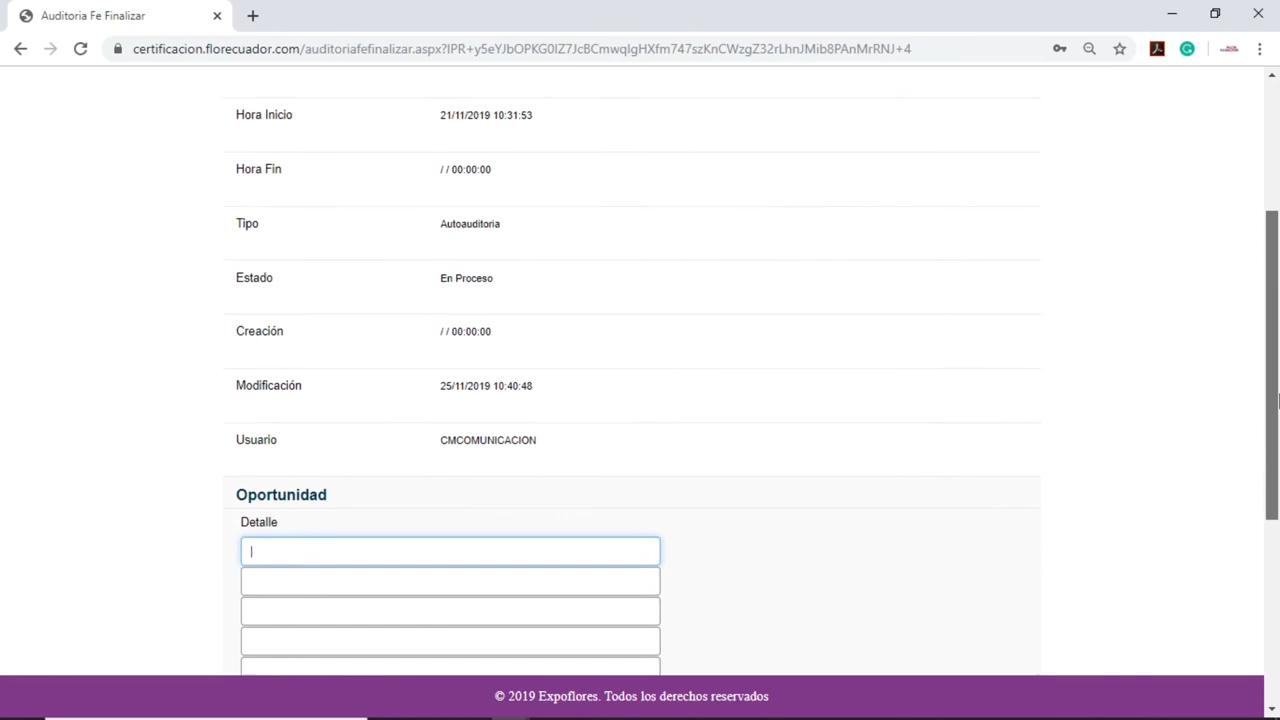 Auditoria Fe Finalizar
certificacion.florecuador.com/auditoriafefinalizar.aspx?IPR+y5eYJbOPKG0IZ7JcBCmwqIgHXfm747szKnCWzgZ32rLhnJMib8PAnMrRNJ+4
Hora Inicio 21/11/2019 10:31:53
Hora Fin / / 00:00:00
Tipo Autoauditoria
Estado En Proceso
Creación / / 00:00:00
Modificación 25/11/2019 10:40:48
Usuario CMCOMUNICACION
Oportunidad
Detalle
© 2019 Expoflores. Todos los derechos reservados